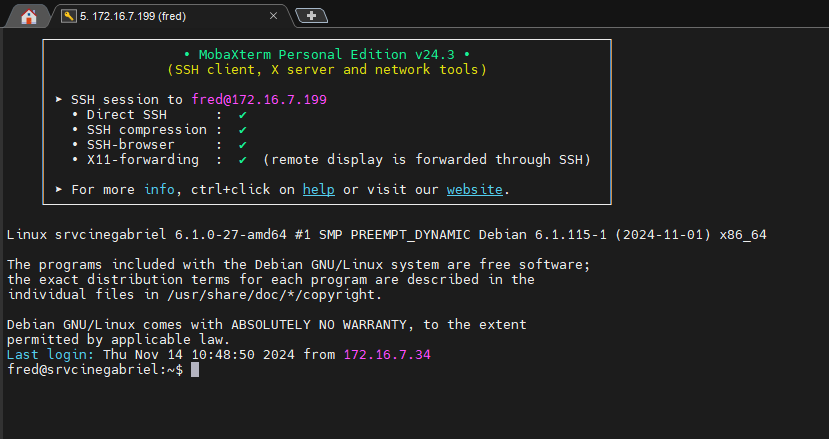 5. 172.16.7.199 (fred)
• MobaXterm Personal Edition v24.3 •
(SSH client, X server and network tools)
➤ SSH session to fred@172.16.7.199
• Direct SSH : ✔
• SSH compression : ✔
• SSH-browser : ✔
• X11-forwarding : ✔ (remote display is forwarded through SSH)
➤ For more info, ctrl+click on help or visit our website.
Linux srvcinegabriel 6.1.0-27-amd64 #1 SMP PREEMPT_DYNAMIC Debian 6.1.115-1 (2024-11-01) x86_64
The programs included with the Debian GNU/Linux system are free software;
the exact distribution terms for each program are described in the
individual files in /usr/share/doc/*/copyright.
Debian GNU/Linux comes with ABSOLUTELY NO WARRANTY, to the extent
permitted by applicable law.
Last login: Thu Nov 14 10:48:50 2024 from 172.16.7.34
fred@srvcinegabriel:~$